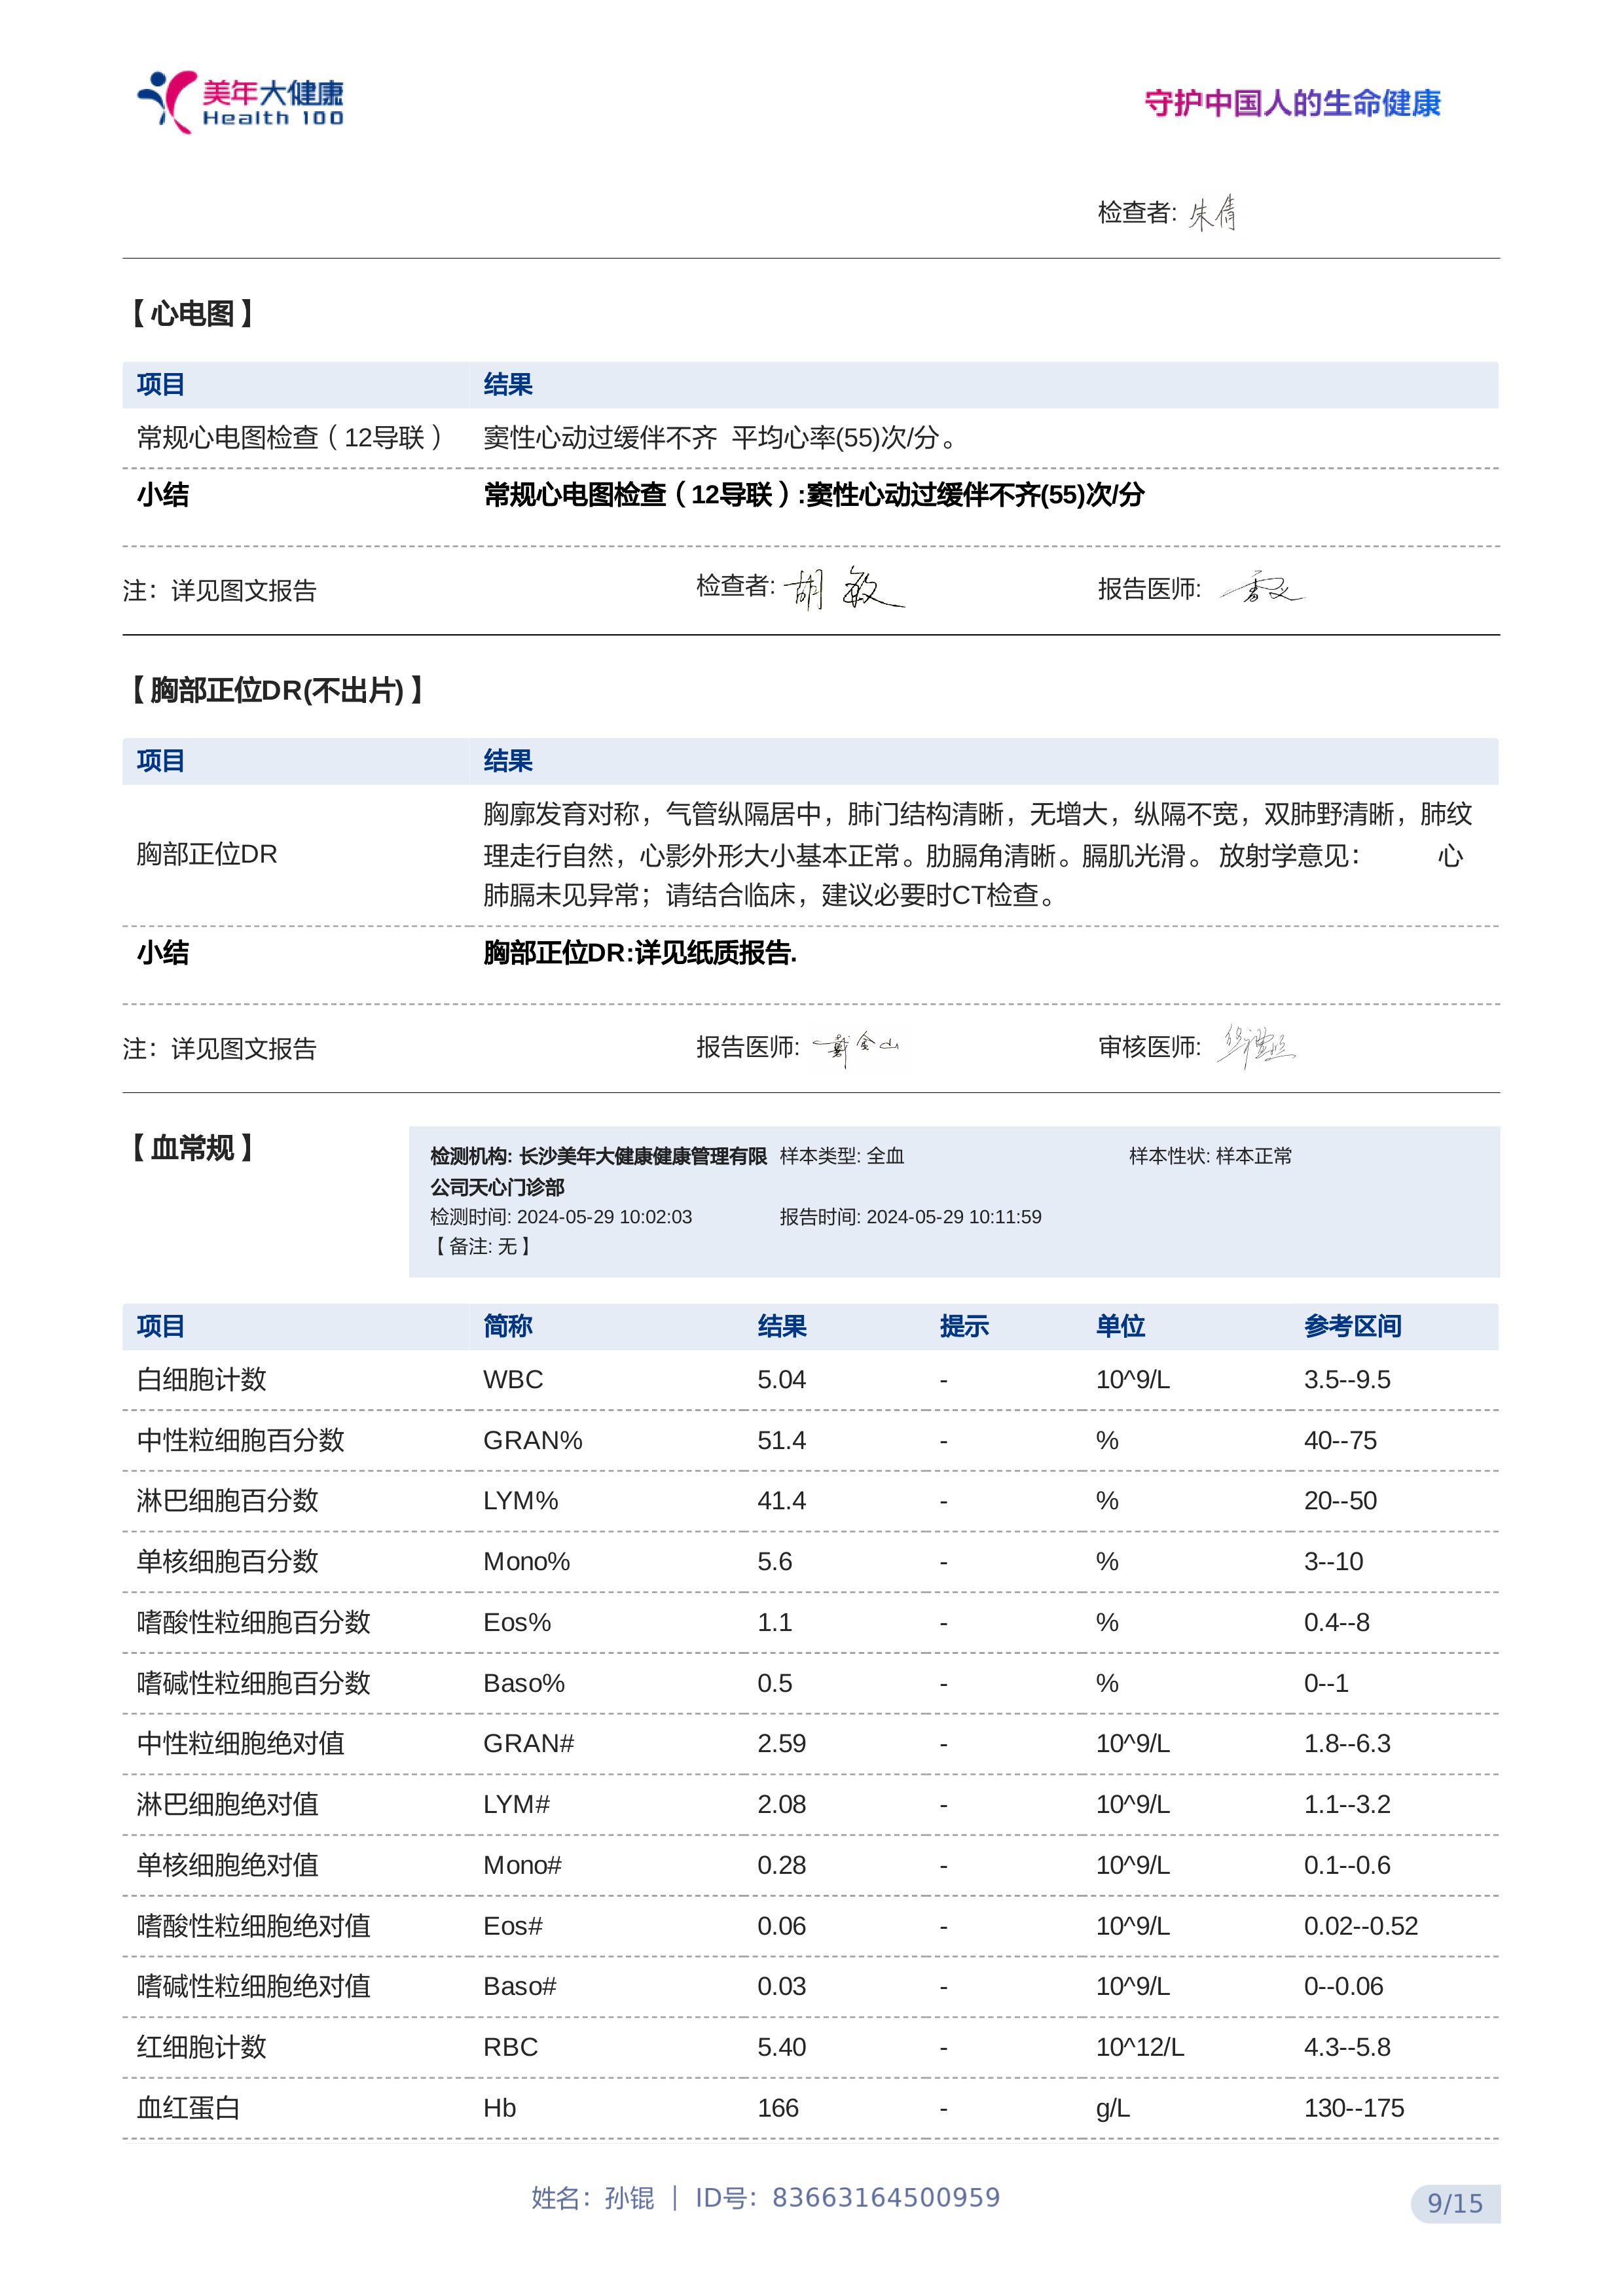 美年大健康
Health 100
守护中国人的生命健康
检查者: 朱倩
【 心电图 】
项目 结果
常规心电图检查（12导联） 窦性心动过缓伴不齐 平均心率(55)次/分。
小结 常规心电图检查（12导联）:窦性心动过缓伴不齐(55)次/分
注：详见图文报告 检查者: 胡敏 报告医师:
【 胸部正位DR(不出片) 】
项目 结果
胸廓发育对称，气管纵隔居中，肺门结构清晰，无增大，纵隔不宽，双肺野清晰，肺纹
胸部正位DR 理走行自然，心影外形大小基本正常。肋膈角清晰。膈肌光滑。 放射学意见： 心
肺膈未见异常；请结合临床，建议必要时CT检查。
小结 胸部正位DR:详见纸质报告.
注：详见图文报告 报告医师: 戴金山 审核医师:
【 血常规 】 检测机构: 长沙美年大健康健康管理有限 样本类型: 全血 样本性状: 样本正常
公司天心门诊部
检测时间: 2024-05-29 10:02:03 报告时间: 2024-05-29 10:11:59
【 备注: 无 】
项目 简称 结果 提示 单位 参考区间
白细胞计数 WBC 5.04 - 10^9/L 3.5--9.5
中性粒细胞百分数 GRAN% 51.4 - % 40--75
淋巴细胞百分数 LYM% 41.4 - % 20--50
单核细胞百分数 Mono% 5.6 - % 3--10
嗜酸性粒细胞百分数 Eos% 1.1 - % 0.4--8
嗜碱性粒细胞百分数 Baso% 0.5 - % 0--1
中性粒细胞绝对值 GRAN# 2.59 - 10^9/L 1.8--6.3
淋巴细胞绝对值 LYM# 2.08 - 10^9/L 1.1--3.2
单核细胞绝对值 Mono# 0.28 - 10^9/L 0.1--0.6
嗜酸性粒细胞绝对值 Eos# 0.06 - 10^9/L 0.02--0.52
嗜碱性粒细胞绝对值 Baso# 0.03 - 10^9/L 0--0.06
红细胞计数 RBC 5.40 - 10^12/L 4.3--5.8
血红蛋白 Hb 166 - g/L 130--175
姓名：孙锟 ｜ ID号：83663164500959
9/15